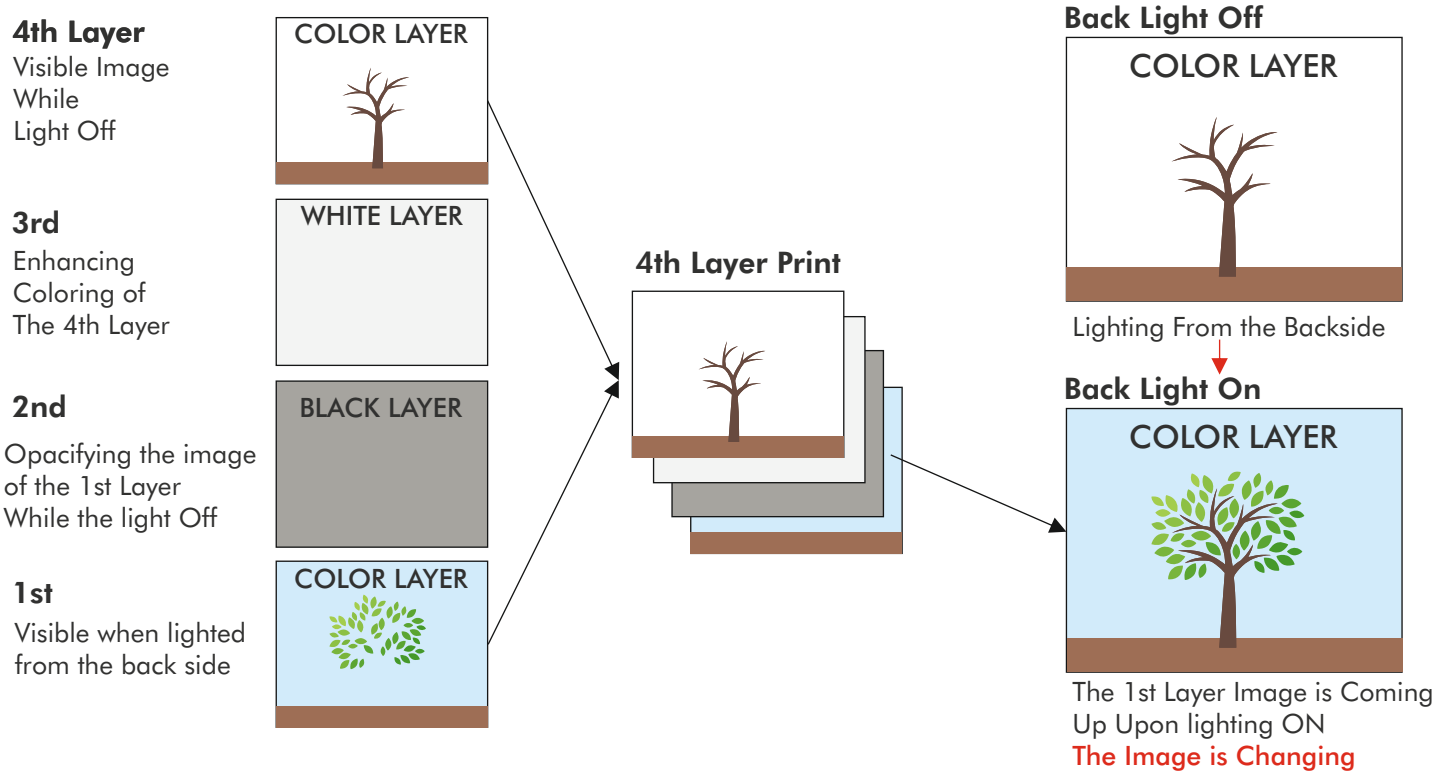 4th Layer
Visible Image
While
Light Off
COLOR LAYER
3rd
Enhancing
Coloring of
The 4th Layer
WHITE LAYER
2nd
Opacifying the image
of the 1st Layer
While the light Off
BLACK LAYER
1st
Visible when lighted
from the back side
COLOR LAYER
4th Layer Print
Back Light Off
COLOR LAYER
Lighting From the Backside
Back Light On
COLOR LAYER
The 1st Layer Image is Coming
Up Upon lighting ON
The Image is Changing